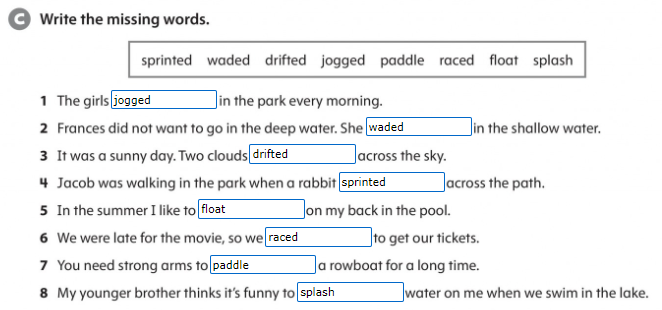 C Write the missing words.
sprinted waded drifted jogged paddle raced float splash
1 The girls jogged in the park every morning.
2 Frances did not want to go in the deep water. She waded in the shallow water.
3 It was a sunny day. Two clouds drifted across the sky.
4 Jacob was walking in the park when a rabbit sprinted across the path.
5 In the summer I like to float on my back in the pool.
6 We were late for the movie, so we raced to get our tickets.
7 You need strong arms to paddle a rowboat for a long time.
8 My younger brother thinks it's funny to splash water on me when we swim in the lake.